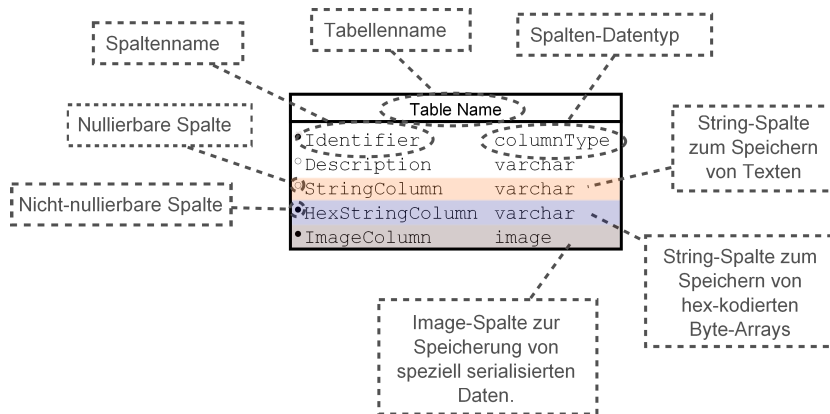 Tabellenname
Spaltenname
Spalten-Datentyp
Table Name
Nullierbare Spalte
Nicht-nullierbare Spalte
Identifier columnType
Description varchar
StringColumn varchar
HexStringColumn varchar
ImageColumn image
String-Spalte
zum Speichern
von Texten
String-Spalte zum
Speichern von
hex-kodierten
Byte-Arrays
Image-Spalte zur
Speicherung von
speziell serialisierten
Daten.